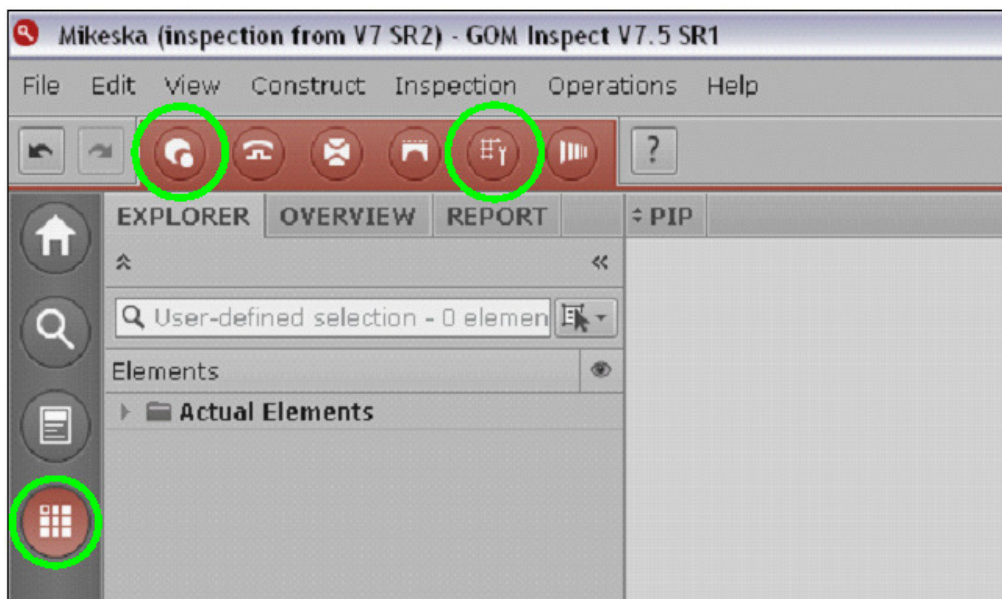 Mikeska (inspection from V7 SR2) - GOM Inspect V7.5 SR1
File Edit View Construct Inspection Operations Help
?
EXPLORER OVERVIEW REPORT PIP
User-defined selection - 0 elemen
Elements
Actual Elements